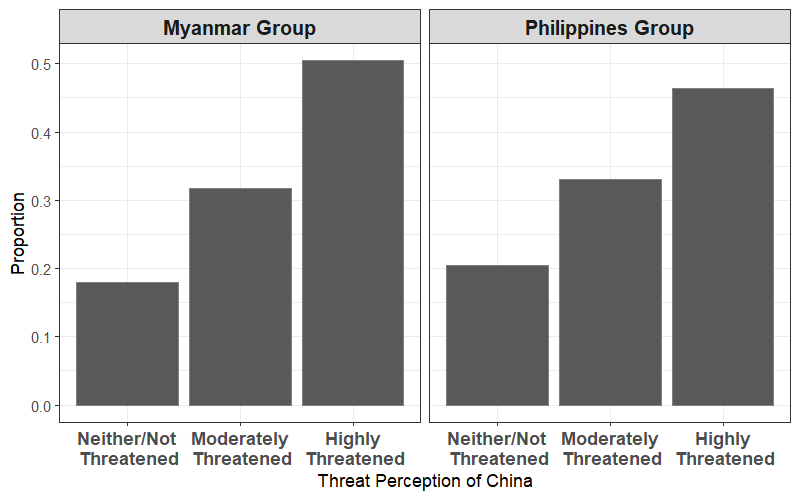 Myanmar Group
Philippines Group
Proportion
0.5
0.4
0.3
0.2
0.1
0.0
Neither/Not
Threatened
Moderately
Threatened
Highly
Threatened
Neither/Not
Threatened
Moderately
Threatened
Highly
Threatened
Threat Perception of China